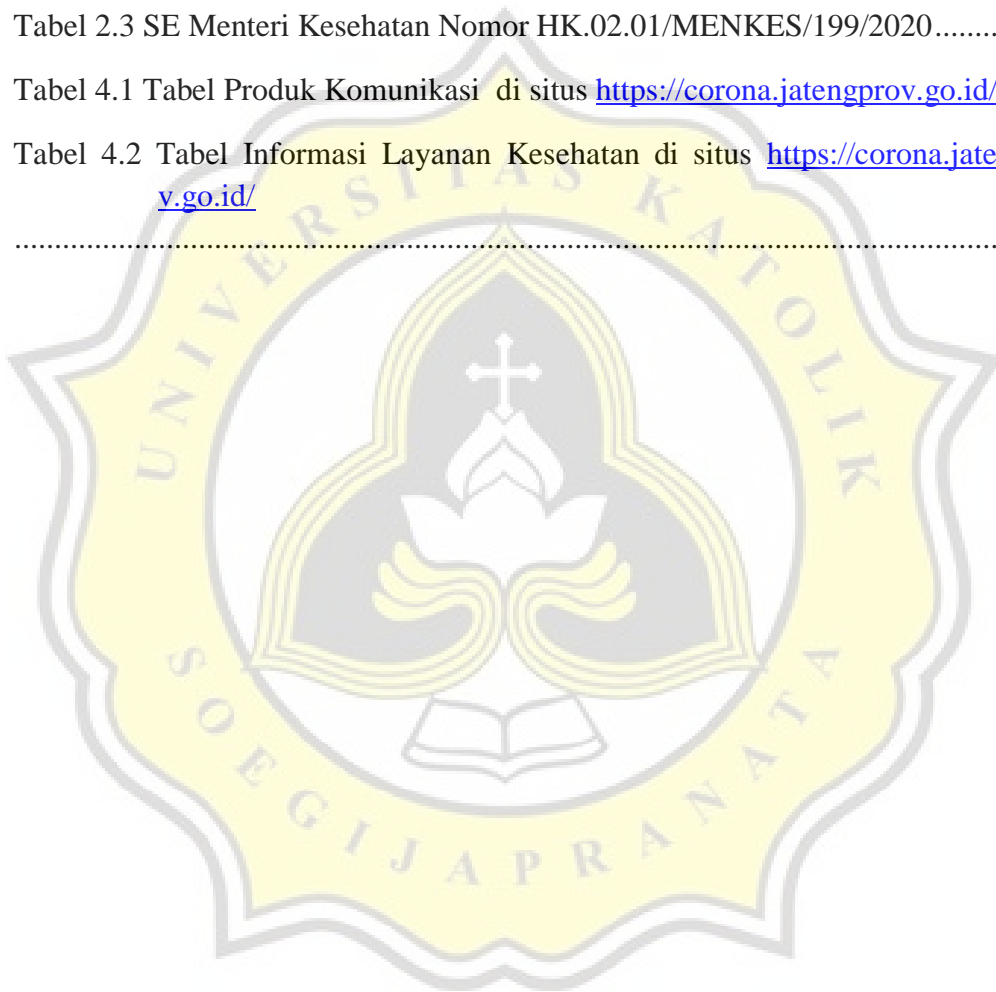 Tabel 2.3 SE Menteri Kesehatan Nomor HK.02.01/MENKES/199/2020........
Tabel 4.1 Tabel Produk Komunikasi di situs https://corona.jatengprov.go.id/
Tabel 4.2 Tabel Informasi Layanan Kesehatan di situs https://corona.jate
v.go.id/
..........................................................................................................................
UNIVERSITAS KATOLIK
SOEGIJAPRANATA